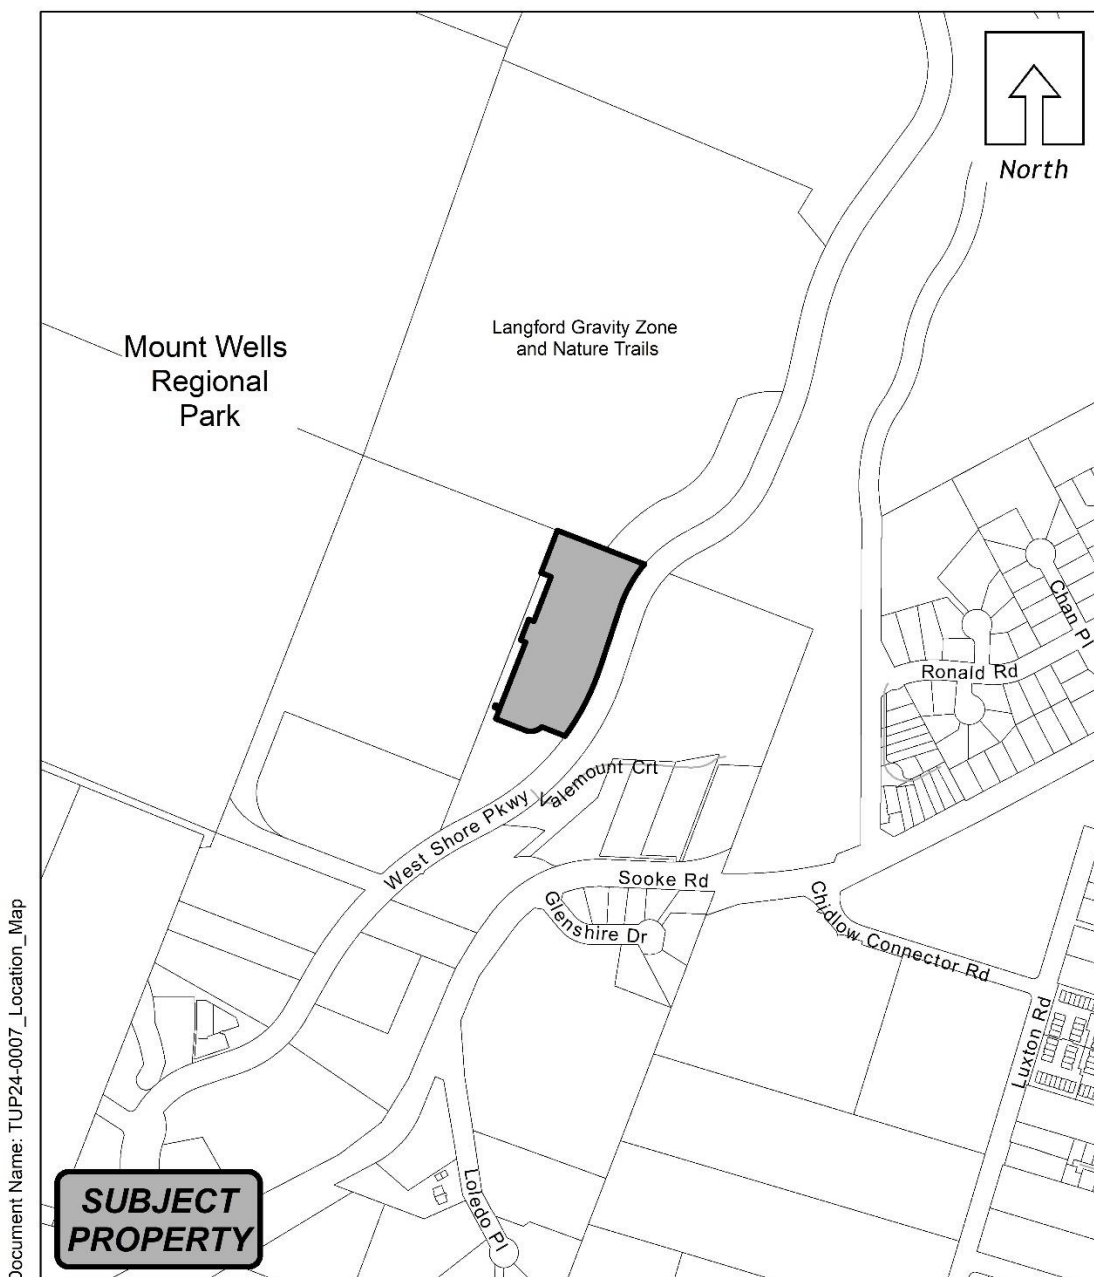 North
Langford Gravity Zone
and Nature Trails
Mount Wells
Regional
Park
Chan Pl
Ronald Rd
Valemount Crt
West Shore Pkwy
Sooke Rd
Glenshire Dr
Chidlow Connector Rd
Luxton Rd
Loledo Pl
SUBJECT
PROPERTY
Document Name: TUP24-0007_Location_Map